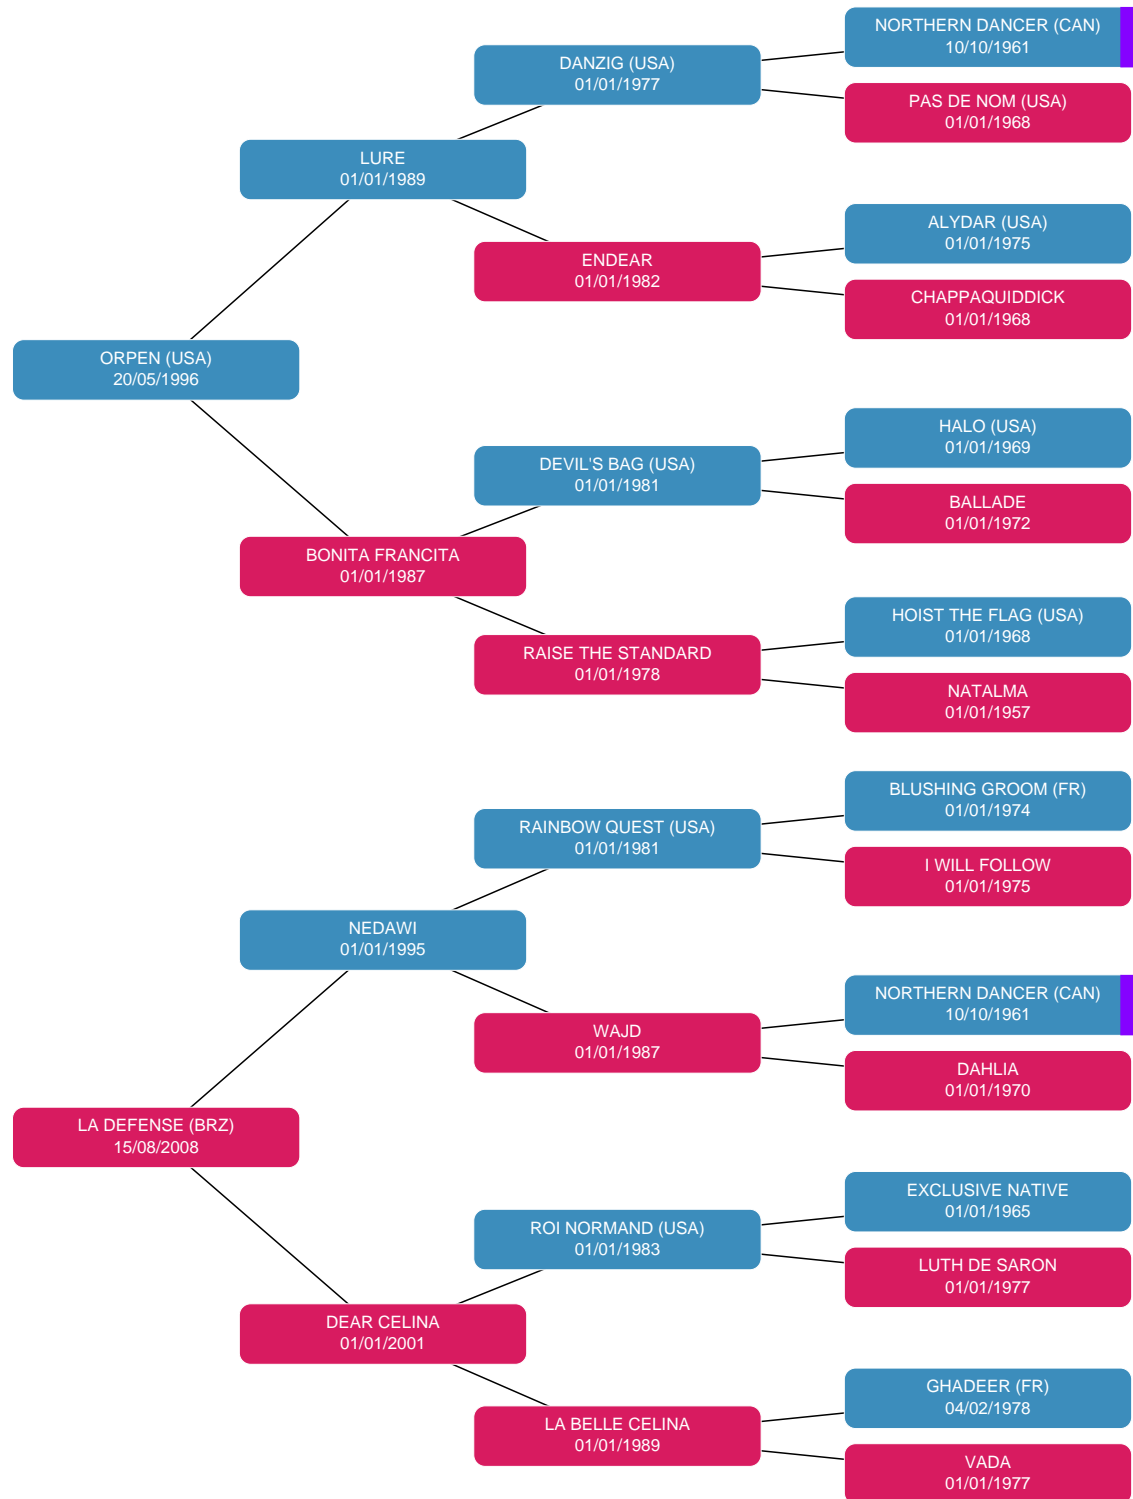 NORTHERN DANCER (CAN)
10/10/1961
DANZIG (USA)
01/01/1977
PAS DE NOM (USA)
01/01/1968
LURE
01/01/1989
ALYDAR (USA)
01/01/1975
ENDEAR
01/01/1982
CHAPPAQUIDDICK
01/01/1968
ORPEN (USA)
20/05/1996
HALO (USA)
01/01/1969
DEVIL'S BAG (USA)
01/01/1981
BALLADE
01/01/1972
BONITA FRANCITA
01/01/1987
HOIST THE FLAG (USA)
01/01/1968
RAISE THE STANDARD
01/01/1978
NATALMA
01/01/1957
BLUSHING GROOM (FR)
01/01/1974
RAINBOW QUEST (USA)
01/01/1981
I WILL FOLLOW
01/01/1975
NEDAWI
01/01/1995
NORTHERN DANCER (CAN)
10/10/1961
WAJD
01/01/1987
DAHLIA
01/01/1970
LA DEFENSE (BRZ)
15/08/2008
EXCLUSIVE NATIVE
01/01/1965
ROI NORMAND (USA)
01/01/1983
LUTH DE SARON
01/01/1977
DEAR CELINA
01/01/2001
GHADEER (FR)
04/02/1978
LA BELLE CELINA
01/01/1989
VADA
01/01/1977